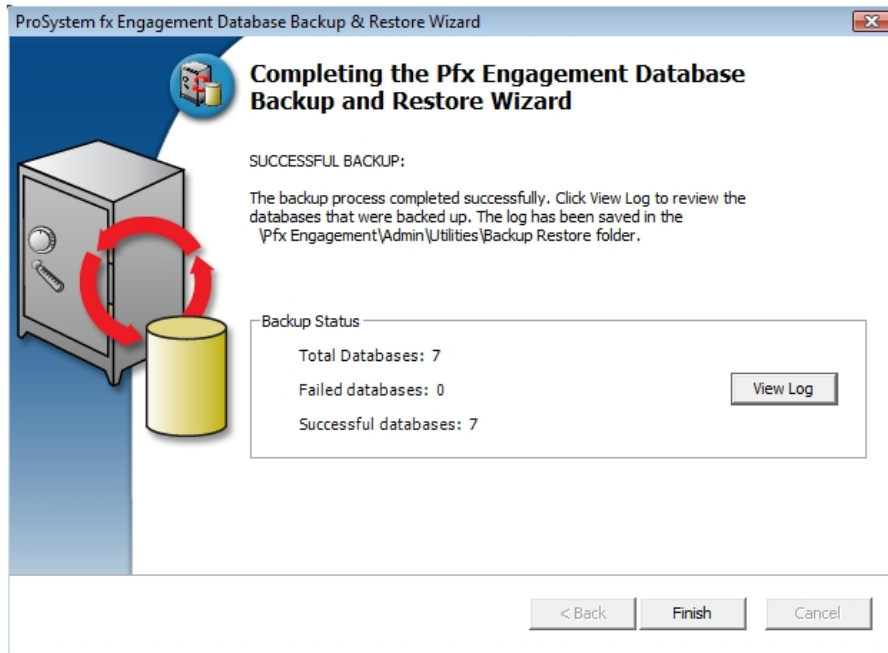 ProSystem fx Engagement Database Backup & Restore Wizard
Completing the Pfx Engagement Database
Backup and Restore Wizard
SUCCESSFUL BACKUP:
The backup process completed successfully. Click View Log to review the
databases that were backed up. The log has been saved in the
\Pfx Engagement\Admin\Utilities\Backup Restore folder.
Backup Status
Total Databases: 7
Failed databases: 0
View Log
Successful databases: 7
< Back
Finish
Cancel